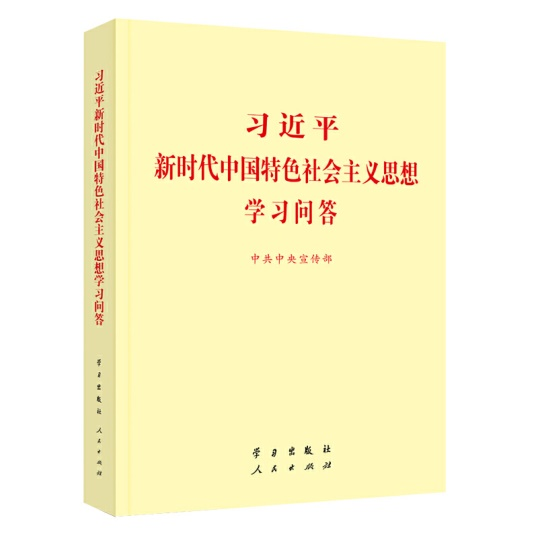 习近平新时代中国特色社会主义思想学习问答
学习出版社
人民出版社
习近平
新时代中国特色社会主义思想
学习问答
中共中央宣传部
学习出版社
人民出版社